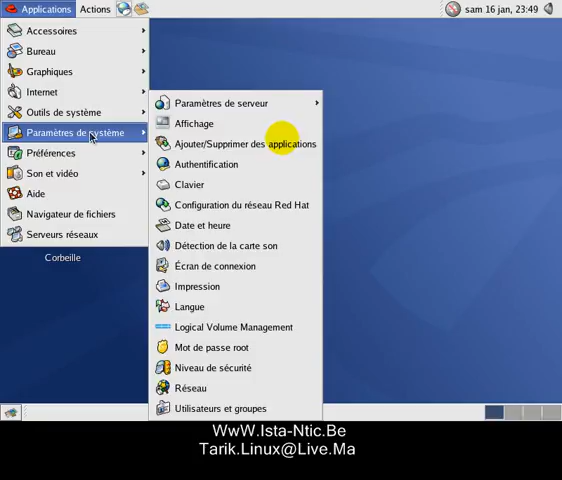 Applications Actions sam 16 jan, 23:49
Accessoires
Bureau
Graphiques
Internet
Outils de système
Paramètres de système
Préférences
Son et vidéo
Aide
Navigateur de fichiers
Serveurs réseaux
Corbeille
Paramètres de serveur
Affichage
Ajouter/Supprimer des applications
Authentification
Clavier
Configuration du réseau Red Hat
Date et heure
Détection de la carte son
Écran de connexion
Impression
Langue
Logical Volume Management
Mot de passe root
Niveau de sécurité
Réseau
Utilisateurs et groupes
WwW.Ista-Ntic.Be
Tarik.Linux@Live.Ma